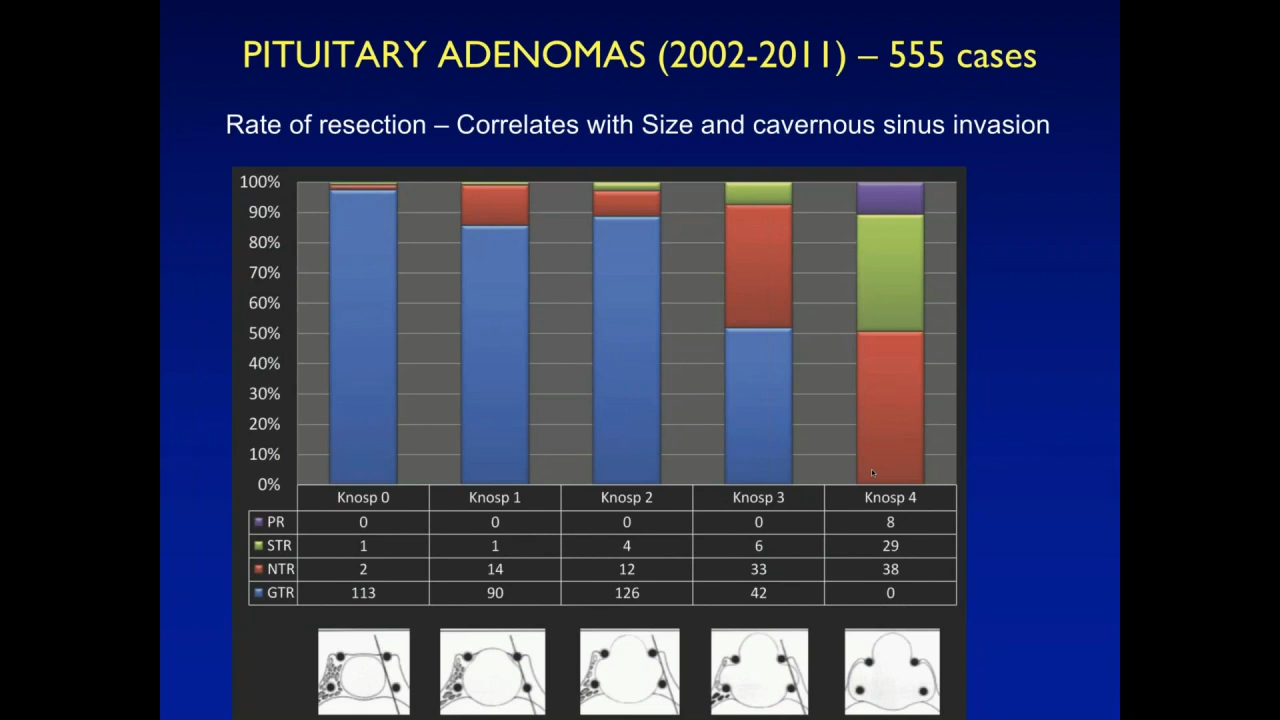 PITUITARY ADENOMAS (2002-2011) – 555 cases
Rate of resection – Correlates with Size and cavernous sinus invasion
100%
90%
80%
70%
60%
50%
40%
30%
20%
10%
0%
Knosp 0 Knosp 1 Knosp 2 Knosp 3 Knosp 4
PR 0 0 0 0 8
STR 1 1 4 6 29
NTR 2 14 12 33 38
GTR 113 90 126 42 0